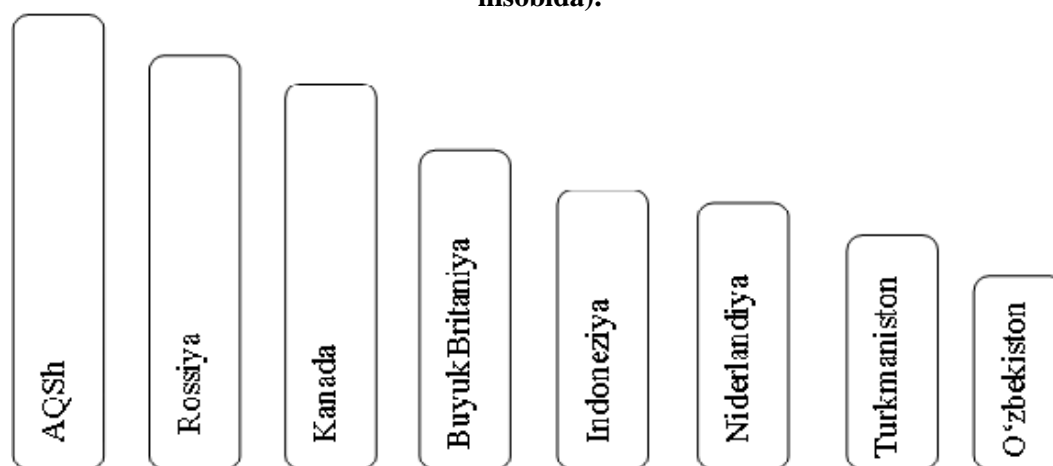 hisobida).
AQSh
Rossiya
Kanada
Buyuk Britaniya
Indoneziya
Niderlandiya
Turkmaniston
O‘zbekiston